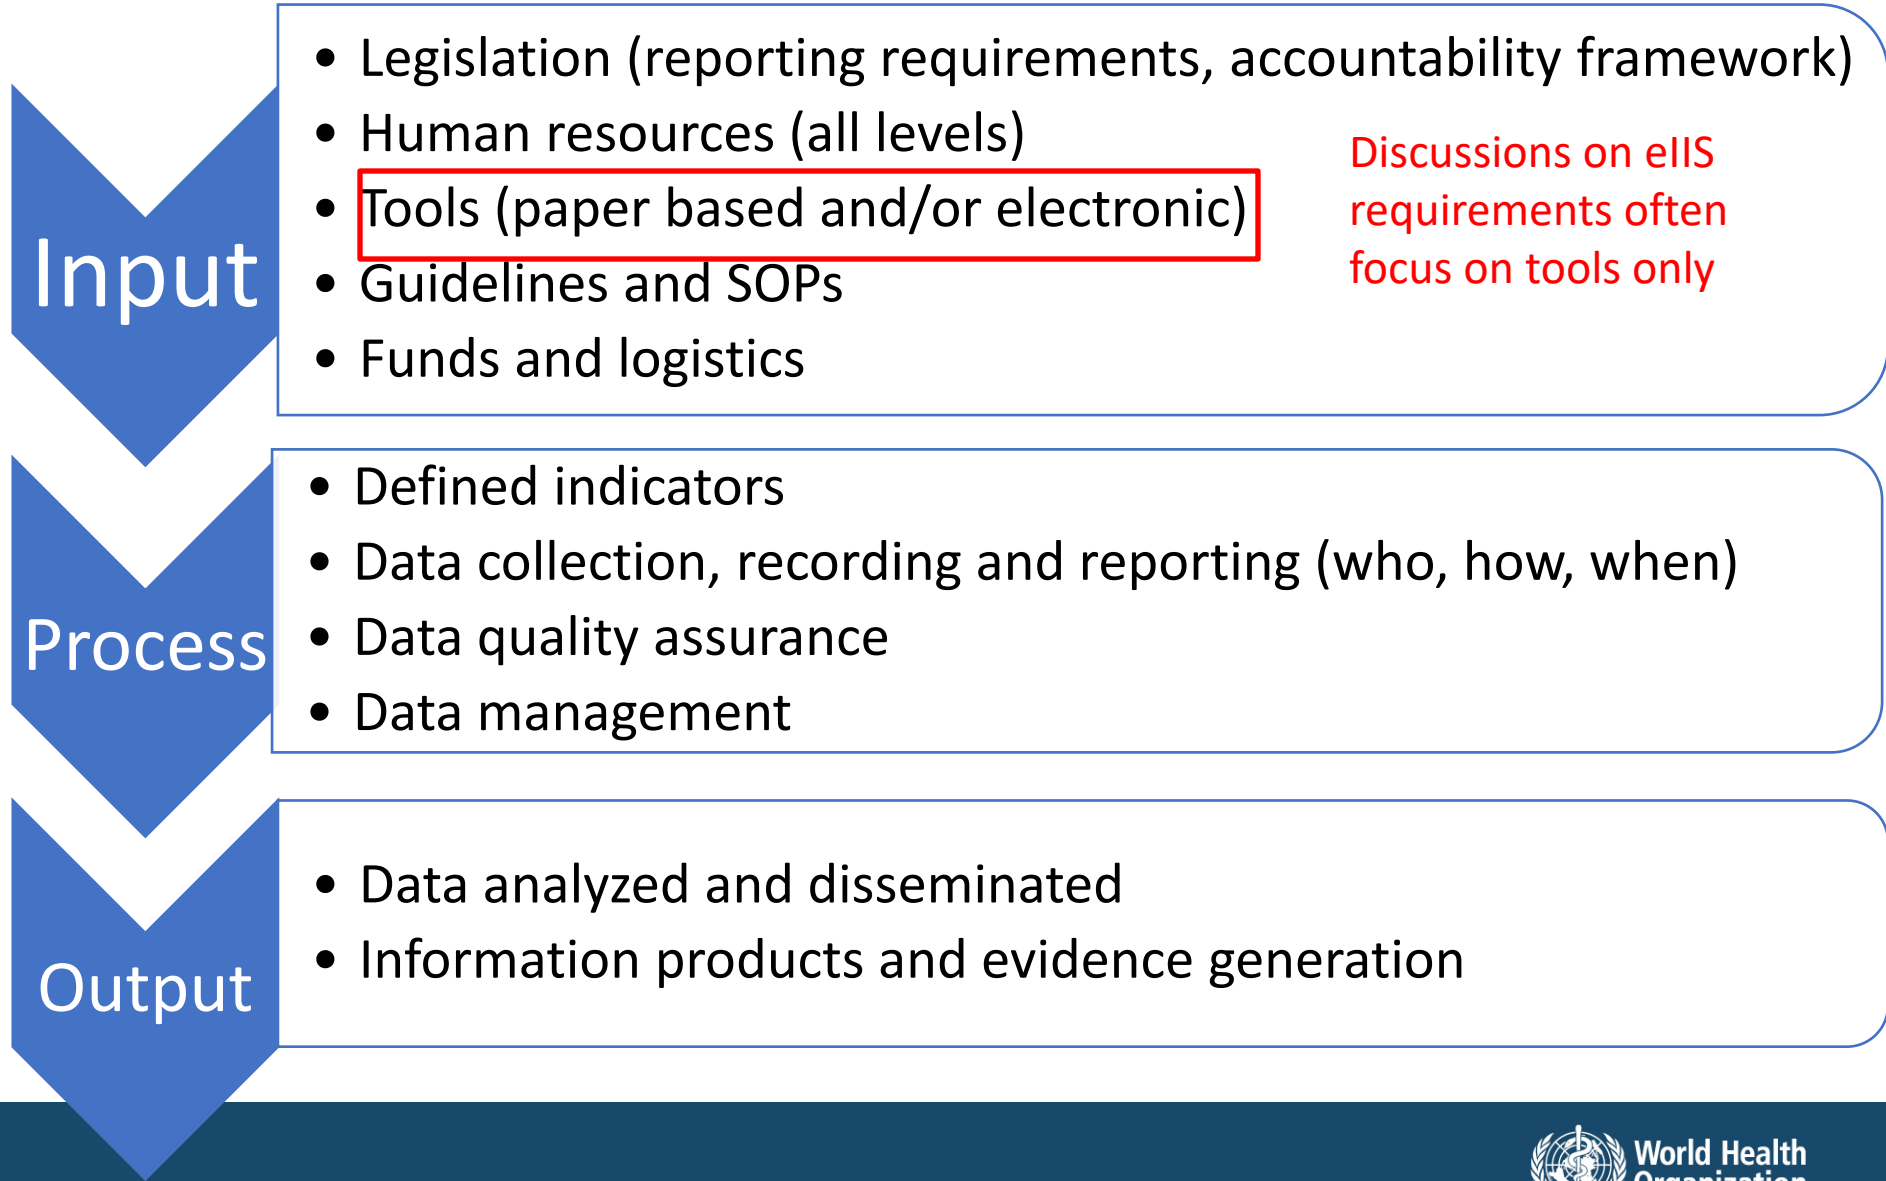 Input
• Legislation (reporting requirements, accountability framework)
• Human resources (all levels)
• Tools (paper based and/or electronic)
• Guidelines and SOPs
• Funds and logistics
Discussions on eIIS
requirements often
focus on tools only
Process
• Defined indicators
• Data collection, recording and reporting (who, how, when)
• Data quality assurance
• Data management
Output
• Data analyzed and disseminated
• Information products and evidence generation
World Health
Organization